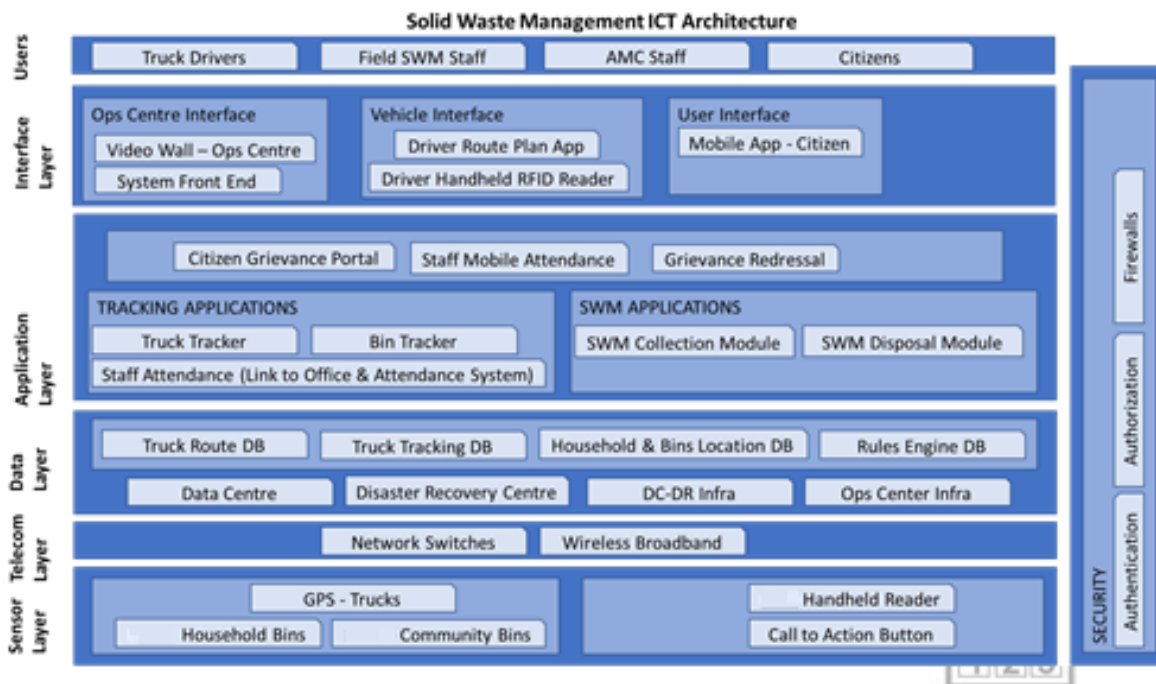 Solid Waste Management ICT Architecture
Users
Truck Drivers
Field SWM Staff
AMC Staff
Citizens
Interface
Layer
Ops Centre Interface
Video Wall – Ops Centre
System Front End
Vehicle Interface
Driver Route Plan App
Driver Handheld RFID Reader
User Interface
Mobile App - Citizen
Application
Layer
Citizen Grievance Portal
Staff Mobile Attendance
Grievance Redressal
TRACKING APPLICATIONS
Truck Tracker
Bin Tracker
Staff Attendance (Link to Office & Attendance System)
SWM APPLICATIONS
SWM Collection Module
SWM Disposal Module
Data
Layer
Truck Route DB
Truck Tracking DB
Household & Bins Location DB
Rules Engine DB
Data Centre
Disaster Recovery Centre
DC-DR Infra
Ops Center Infra
Telecom
Layer
Network Switches
Wireless Broadband
Sensor
Layer
GPS - Trucks
Household Bins
Community Bins
Handheld Reader
Call to Action Button
SECURITY
Firewalls
Authorization
Authentication